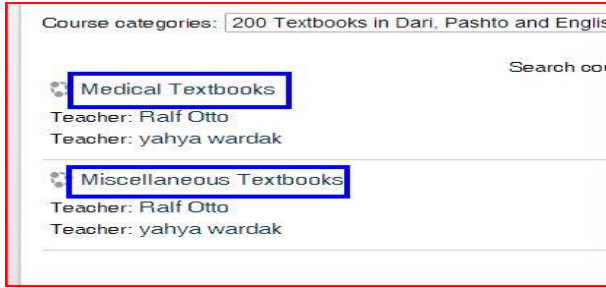 Course categories: 200 Textbooks in Dari, Pashto and Englis
Search cou
Medical Textbooks
Teacher: Ralf Otto
Teacher: yahya wardak
Miscellaneous Textbooks
Teacher: Ralf Otto
Teacher: yahya wardak